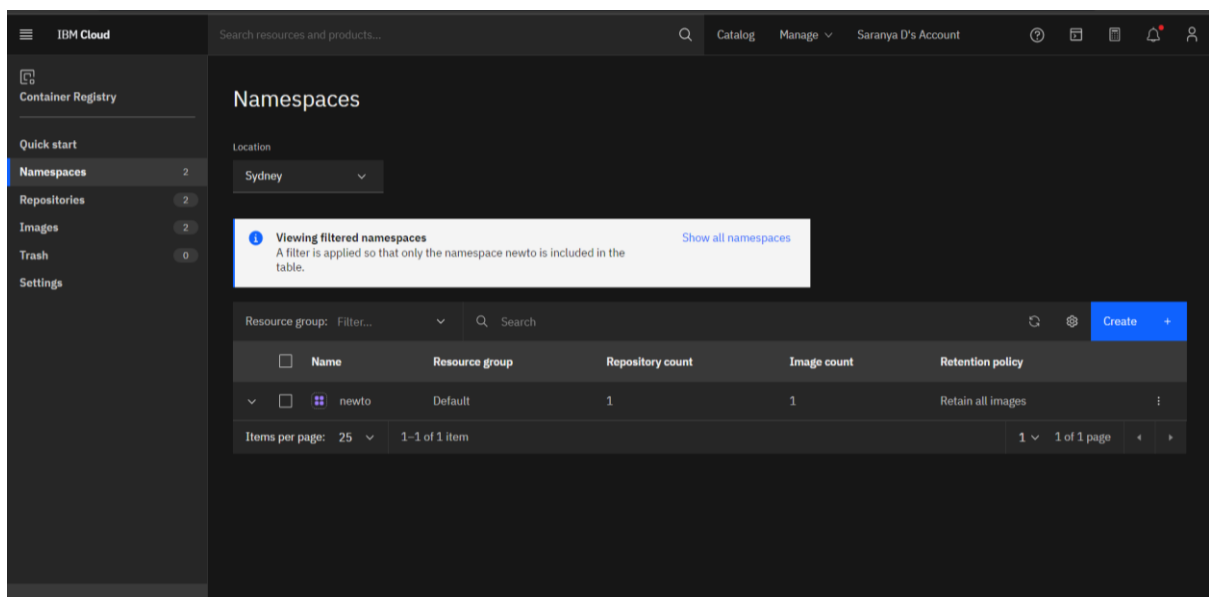 IBM Cloud
Search resources and products...
Catalog
Manage
Saranya D's Account
Container Registry
Quick start
Namespaces 2
Repositories 2
Images 2
Trash 0
Settings
Namespaces
Location
Sydney
Viewing filtered namespaces
Show all namespaces
A filter is applied so that only the namespace newto is included in the
table.
Resource group: Filter...
Search
Create +
Name Resource group Repository count Image count Retention policy
newto Default 1 1 Retain all images
Items per page: 25 1–1 of 1 item 1 1 of 1 page